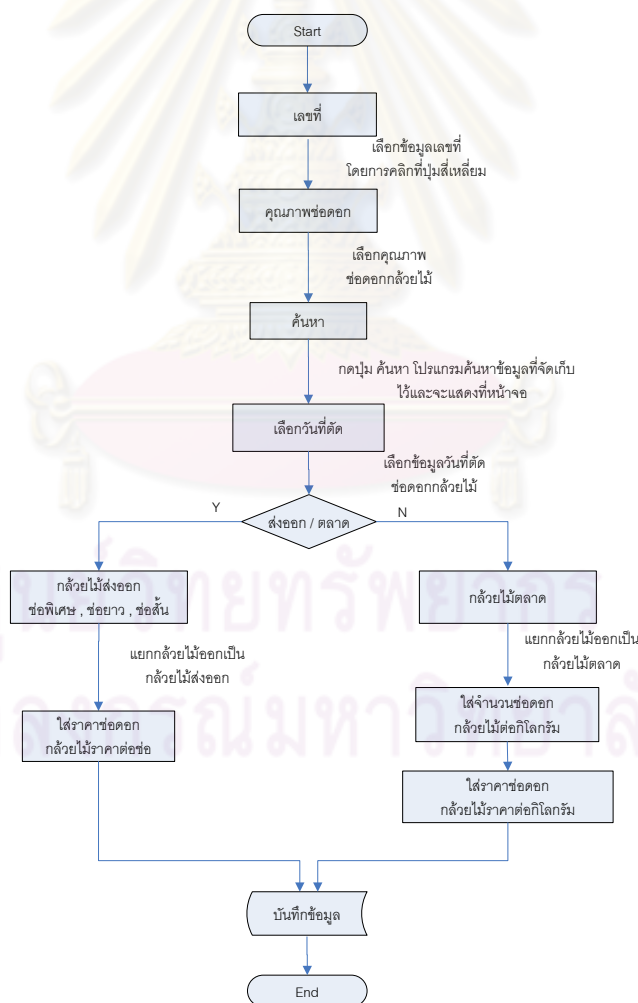 Start
เลขที่
เลือกข้อมูลเลขที่
โดยการคลิกที่ปุ่มสี่เหลี่ยม
คุณภาพช่อดอก
เลือกคุณภาพ
ช่อดอกกล้วยไม้
ค้นหา
กดปุ่ม ค้นหา โปรแกรมค้นหาข้อมูลที่จัดเก็บ
ไว้และจะแสดงที่หน้าจอ
เลือกวันที่ตัด
เลือกข้อมูลวันที่ตัด
ช่อดอกกล้วยไม้
Y
ส่งออก / ตลาด
N
กล้วยไม้ส่งออก
ช่อพิเศษ , ช่อยาว , ช่อสั้น
กล้วยไม้ตลาด
แยกกล้วยไม้ออกเป็น
กล้วยไม้ส่งออก
แยกกล้วยไม้ออกเป็น
กล้วยไม้ตลาด
ใส่ราคาช่อดอก
กล้วยไม้ราคาต่อช่อ
ใส่จำนวนช่อดอก
กล้วยไม้ต่อกิโลกรัม
ใส่ราคาช่อดอก
กล้วยไม้ราคาต่อกิโลกรัม
บันทึกข้อมูล
End